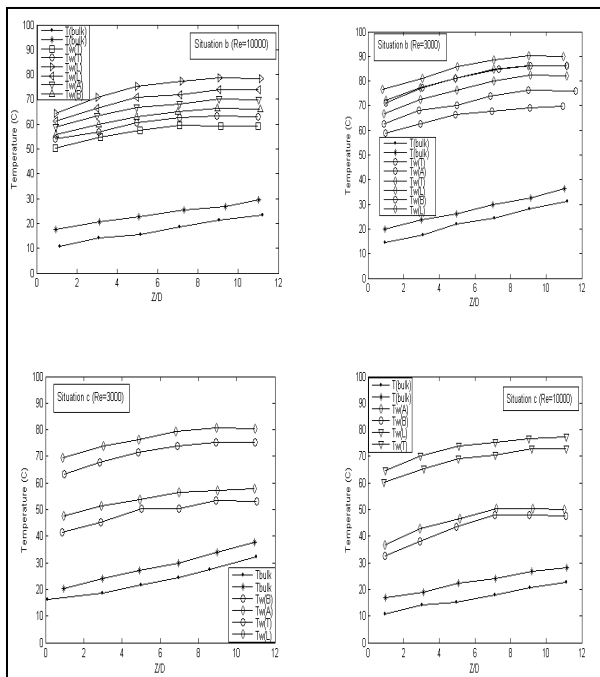 Situation b (Re=10000)
T(bulk)
T(bulk)
Tw(T)
Tw(T)
Tw(L)
Tw(L)
Tw(B)
100
90
80
70
60
50
40
30
20
10
0
Temperature (C)
0 2 4 6 8 10 12
Z/D
Situation b (Re=3000)
T(bulk)
T(bulk)
Tw(T)
Tw(A)
Tw(T)
Tw(L)
Tw(B)
Tw(L)
100
90
80
70
60
50
40
30
20
10
0
Temperature (C)
0 2 4 6 8 10 12
Z/D
Situation c (Re=3000)
Tbulk
Tbulk
Tw(B)
Tw(A)
Tw(T)
Tw(L)
100
90
80
70
60
50
40
30
20
10
0
Temperature (C)
0 2 4 6 8 10 12
Z/D
Situation c (Re=10000)
T(bulk)
T(bulk)
Tw(A)
Tw(B)
Tw(L)
Tw(T)
100
90
80
70
60
50
40
30
20
10
0
Temperature (C)
0 2 4 6 8 10 12
Z/D